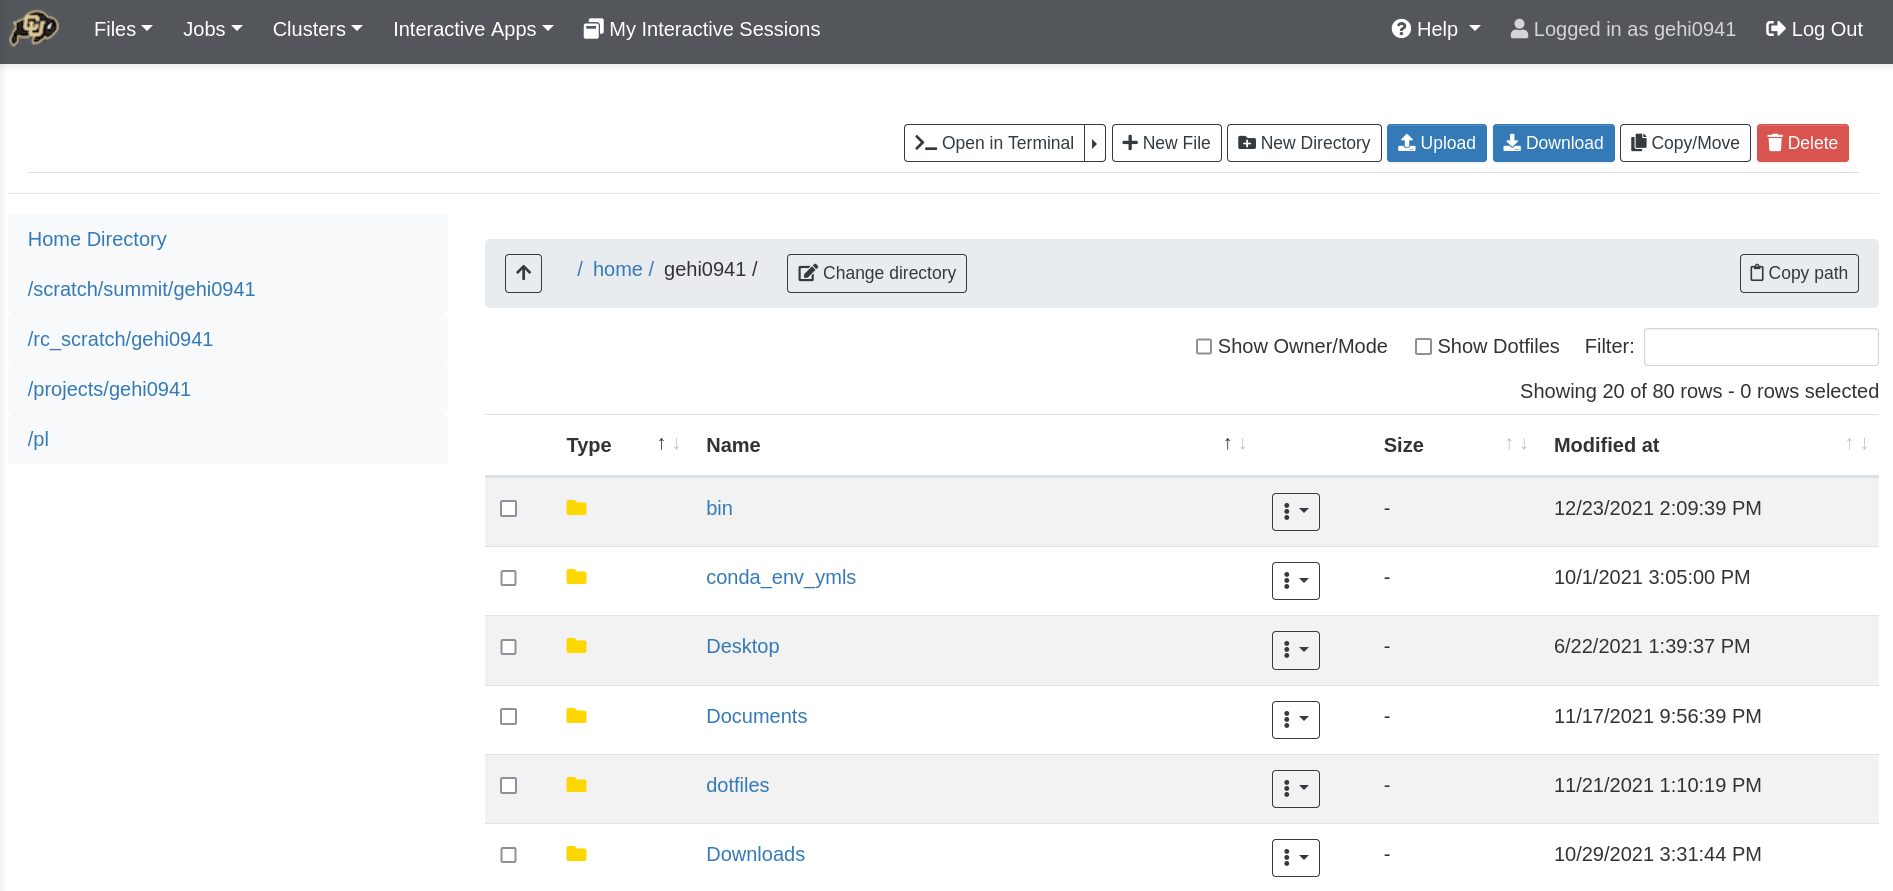 Files Jobs Clusters Interactive Apps My Interactive Sessions Help Logged in as gehi0941 Log Out
Open in Terminal New File New Directory Upload Download Copy/Move Delete
Home Directory
/scratch/summit/gehi0941
/rc_scratch/gehi0941
/projects/gehi0941
/pl
/ home / gehi0941 / Change directory Copy path
Show Owner/Mode Show Dotfiles Filter:
Showing 20 of 80 rows - 0 rows selected
Type ↑ ↓ Name ↑ ↓ Size ↑ ↓ Modified at ↑ ↓
bin - 12/23/2021 2:09:39 PM
conda_env_ymls - 10/1/2021 3:05:00 PM
Desktop - 6/22/2021 1:39:37 PM
Documents - 11/17/2021 9:56:39 PM
dotfiles - 11/21/2021 1:10:19 PM
Downloads - 10/29/2021 3:31:44 PM